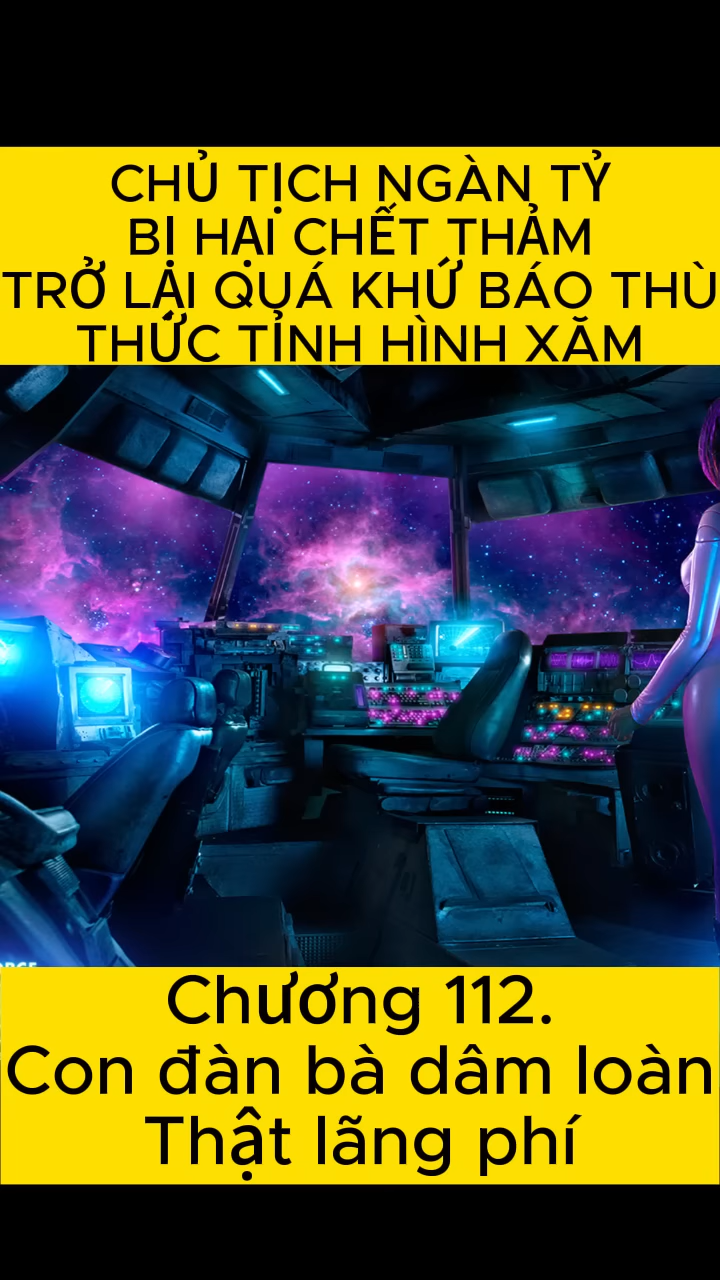 CHỦ TỊCH NGÀN TỶ
BỊ HẠI CHẾT THẢM
TRỞ LẠI QUÁ KHỨ BÁO THÙ
THỨC TỈNH HÌNH XĂM
Chương 112.
Con đàn bà dâm loàn
Thật lãng phí